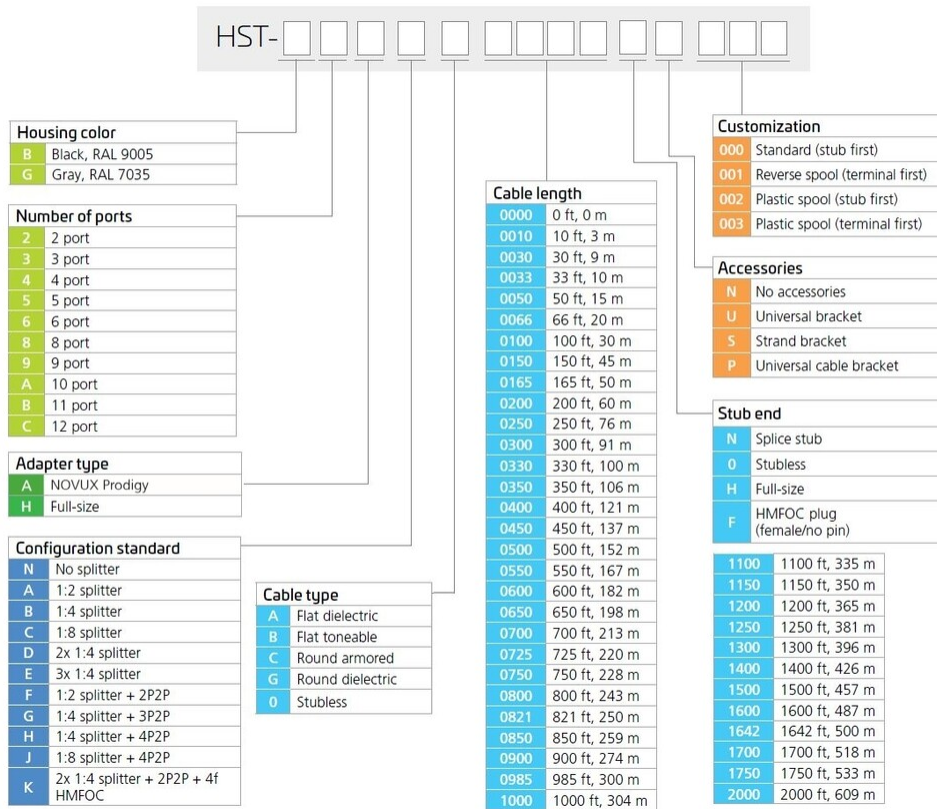 HST-
Housing color
B Black, RAL 9005
G Gray, RAL 7035
Number of ports
2 2 port
3 3 port
4 4 port
5 5 port
6 6 port
8 8 port
9 9 port
A 10 port
B 11 port
C 12 port
Adapter type
A NOVUX Prodigy
H Full-size
Configuration standard
N No splitter
A 1:2 splitter
B 1:4 splitter
C 1:8 splitter
D 2x 1:4 splitter
E 3x 1:4 splitter
F 1:2 splitter + 2P2P
G 1:4 splitter + 3P2P
H 1:4 splitter + 4P2P
J 1:8 splitter + 4P2P
K 2x 1:4 splitter + 2P2P + 4f
HMFOC
Cable type
A Flat dielectric
B Flat toneable
C Round armored
G Round dielectric
0 Stubless
Cable length
0000 0 ft, 0 m
0010 10 ft, 3 m
0030 30 ft, 9 m
0033 33 ft, 10 m
0050 50 ft, 15 m
0066 66 ft, 20 m
0100 100 ft, 30 m
0150 150 ft, 45 m
0165 165 ft, 50 m
0200 200 ft, 60 m
0250 250 ft, 76 m
0300 300 ft, 91 m
0330 330 ft, 100 m
0350 350 ft, 106 m
0400 400 ft, 121 m
0450 450 ft, 137 m
0500 500 ft, 152 m
0550 550 ft, 167 m
0600 600 ft, 182 m
0650 650 ft, 198 m
0700 700 ft, 213 m
0725 725 ft, 220 m
0750 750 ft, 228 m
0800 800 ft, 243 m
0821 821 ft, 250 m
0850 850 ft, 259 m
0900 900 ft, 274 m
0985 985 ft, 300 m
1000 1000 ft, 304 m
1100 1100 ft, 335 m
1150 1150 ft, 350 m
1200 1200 ft, 365 m
1250 1250 ft, 381 m
1300 1300 ft, 396 m
1400 1400 ft, 426 m
1500 1500 ft, 457 m
1600 1600 ft, 487 m
1642 1642 ft, 500 m
1700 1700 ft, 518 m
1750 1750 ft, 533 m
2000 2000 ft, 609 m
Stub end
N Splice stub
0 Stubless
H Full-size
F HMFOC plug
(female/no pin)
Accessories
N No accessories
U Universal bracket
S Strand bracket
P Universal cable bracket
Customization
000 Standard (stub first)
001 Reverse spool (terminal first)
002 Plastic spool (stub first)
003 Plastic spool (terminal first)